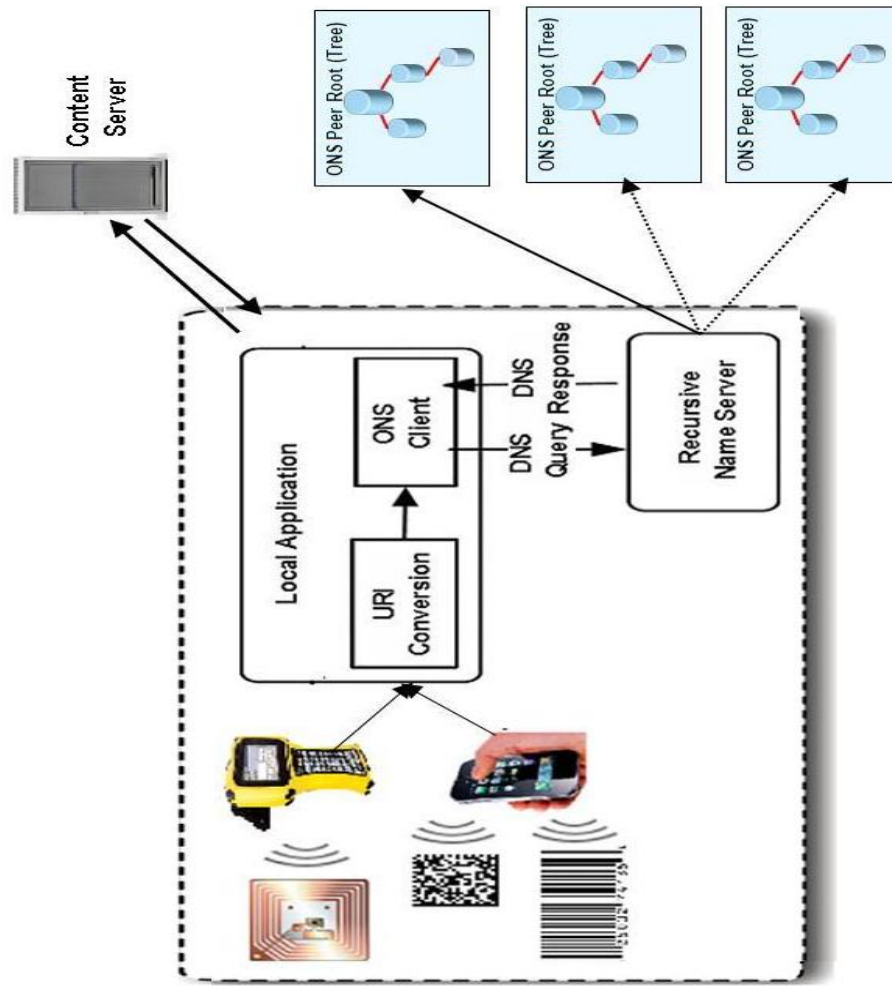 Content
Server
Local Application
URI
Conversion
ONS
Client
DNS
Query
DNS
Response
Recursive
Name Server
ONS Peer Root (Tree)
ONS Peer Root (Tree)
ONS Peer Root (Tree)